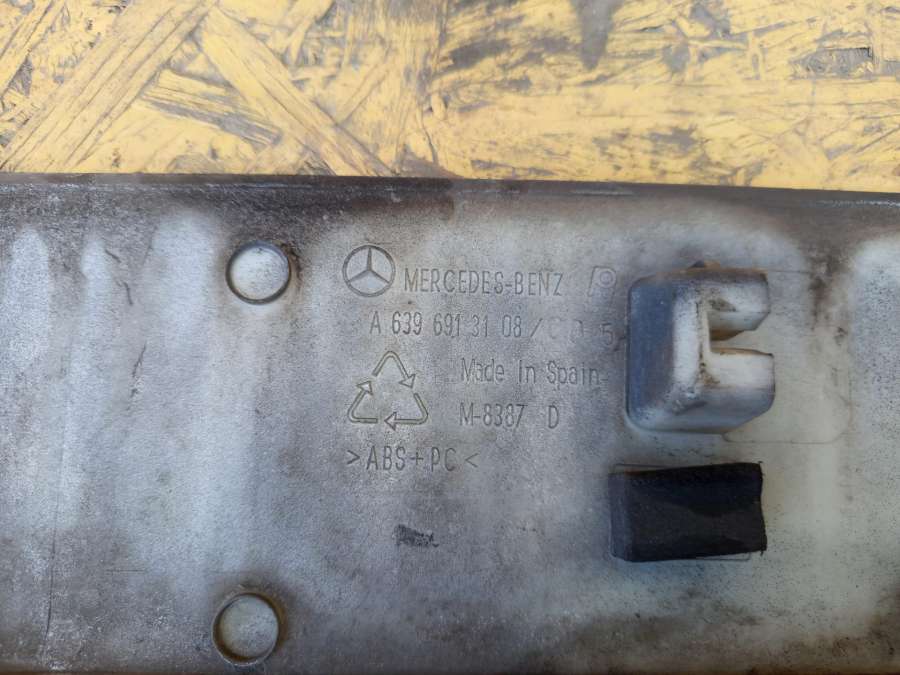 MERCEDES-BENZ
A 639 691 31 08
Made In Spain
M-8387 D
>ABS+PC<